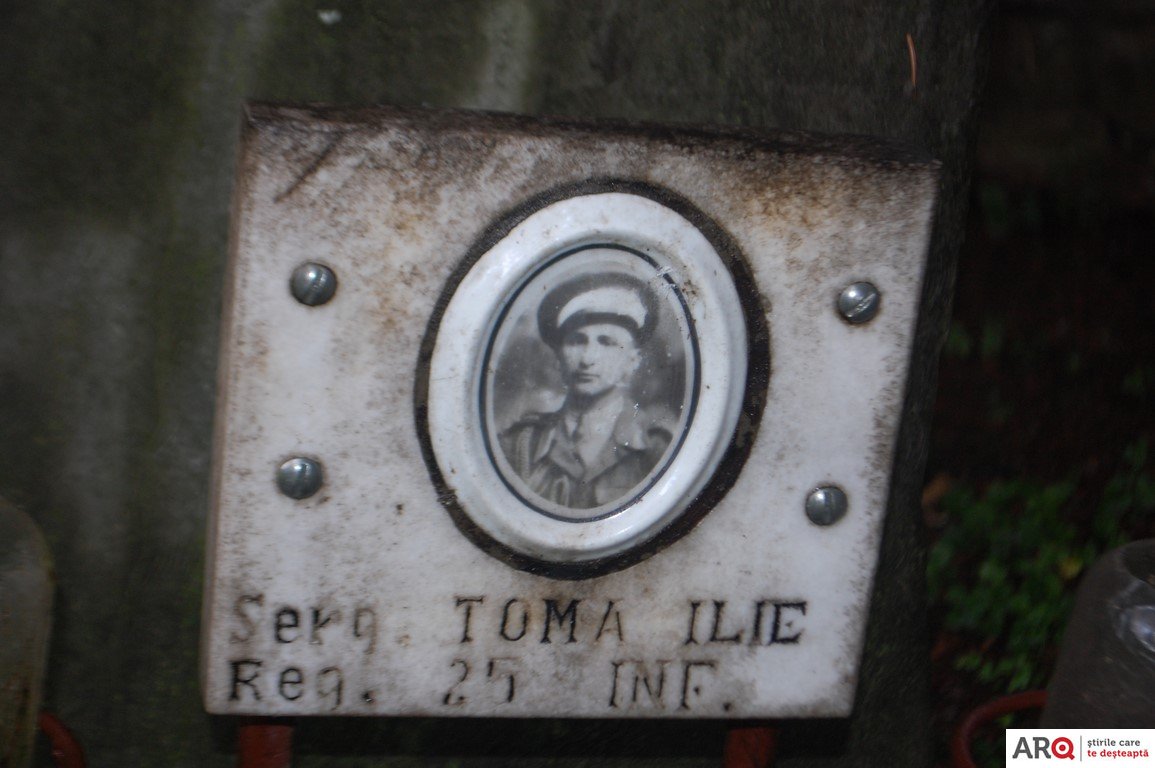 Serg. TOMA ILIE
Reg. 25 INF.
ARQ
știrile care
te deșteaptă